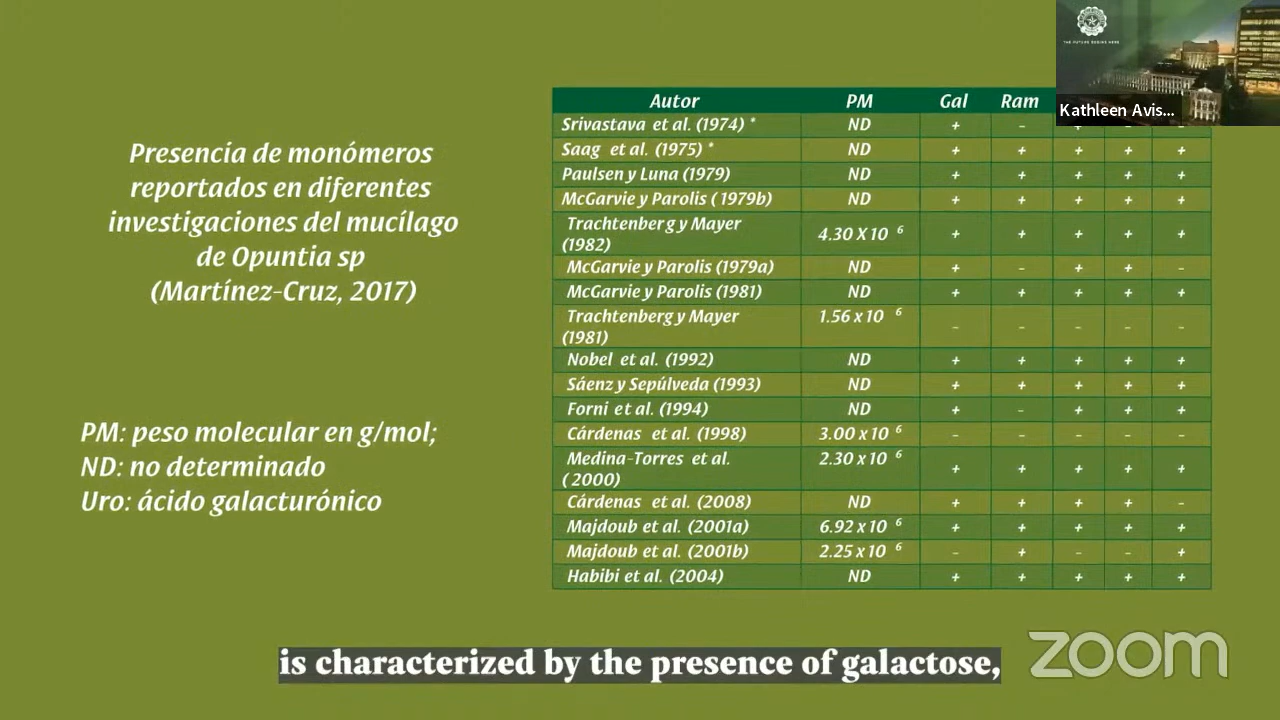 THE FUTURE BEGINS HERE
Kathleen Avis...
Presencia de monómeros
reportados en diferentes
investigaciones del mucílago
de Opuntia sp
(Martínez-Cruz, 2017)
PM: peso molecular en g/mol;
ND: no determinado
Uro: ácido galacturónico
Autor PM Gal Ram
Srivastava et al. (1974) * ND + - + - -
Saag et al. (1975) * ND + + + + +
Paulsen y Luna (1979) ND + + + + +
McGarvie y Parolis ( 1979b) ND + + + + +
Trachtenberg y Mayer
(1982) 4.30 X 10 6 + + + + +
McGarvie y Parolis (1979a) ND + - + + -
McGarvie y Parolis (1981) ND + + + + +
Trachtenberg y Mayer
(1981) 1.56 x 10 6 - - - - -
Nobel et al. (1992) ND + + + + +
Sáenz y Sepúlveda (1993) ND + + + + +
Forni et al. (1994) ND + - + + +
Cárdenas et al. (1998) 3.00 x 10 6 - - - - -
Medina-Torres et al.
( 2000) 2.30 x 10 6 + + + + +
Cárdenas et al. (2008) ND + + + + -
Majdoub et al. (2001a) 6.92 x 10 6 + + + + +
Majdoub et al. (2001b) 2.25 x 10 6 - + - - +
Habibi et al. (2004) ND + + + + +
is characterized by the presence of galactose,
zoom